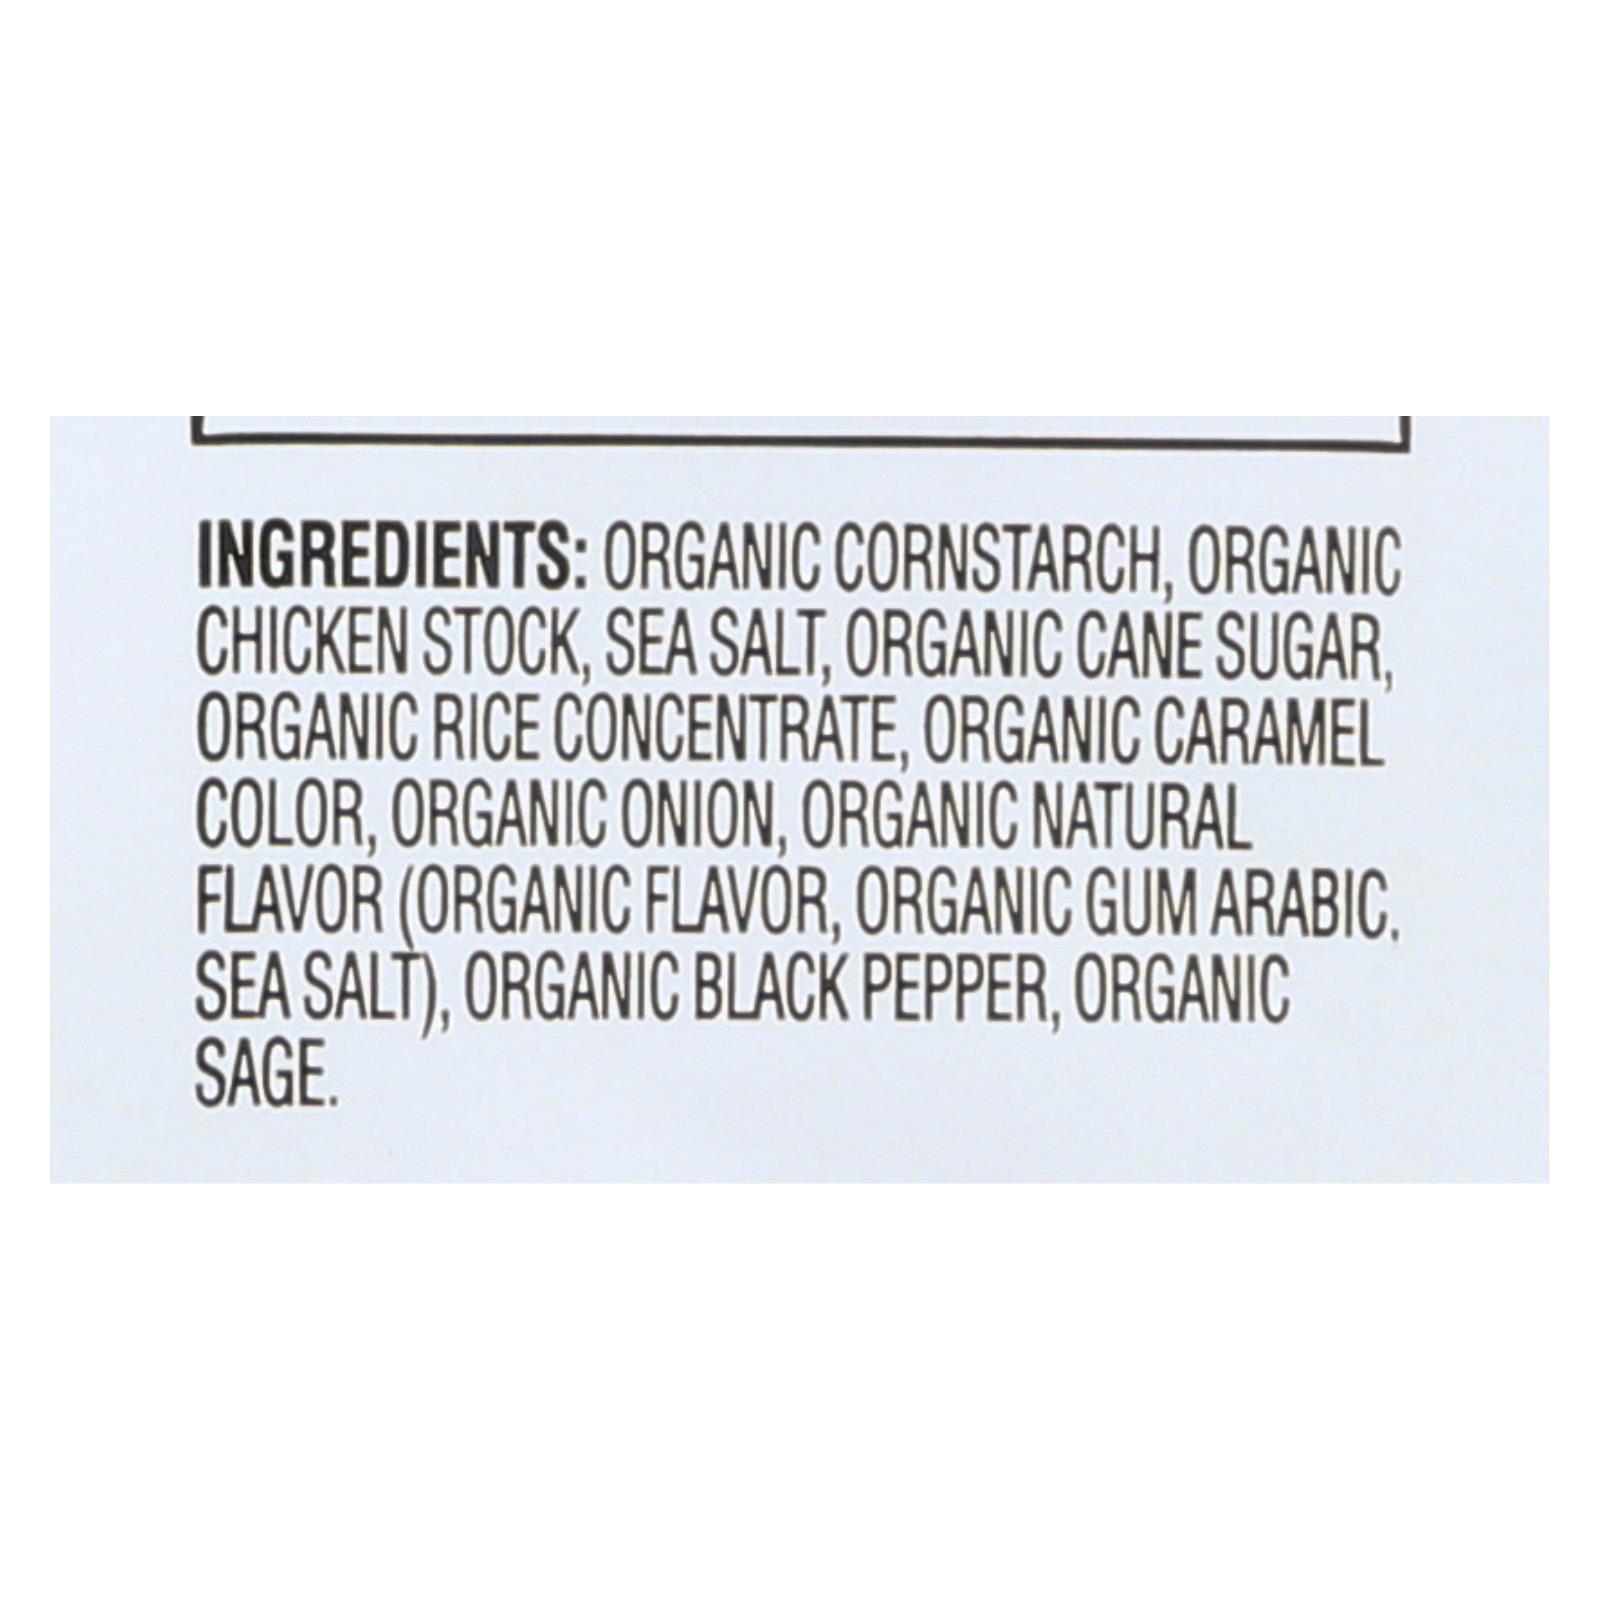 INGREDIENTS: ORGANIC CORNSTARCH, ORGANIC
CHICKEN STOCK, SEA SALT, ORGANIC CANE SUGAR,
ORGANIC RICE CONCENTRATE, ORGANIC CARAMEL
COLOR, ORGANIC ONION, ORGANIC NATURAL
FLAVOR (ORGANIC FLAVOR, ORGANIC GUM ARABIC,
SEA SALT), ORGANIC BLACK PEPPER, ORGANIC
SAGE.